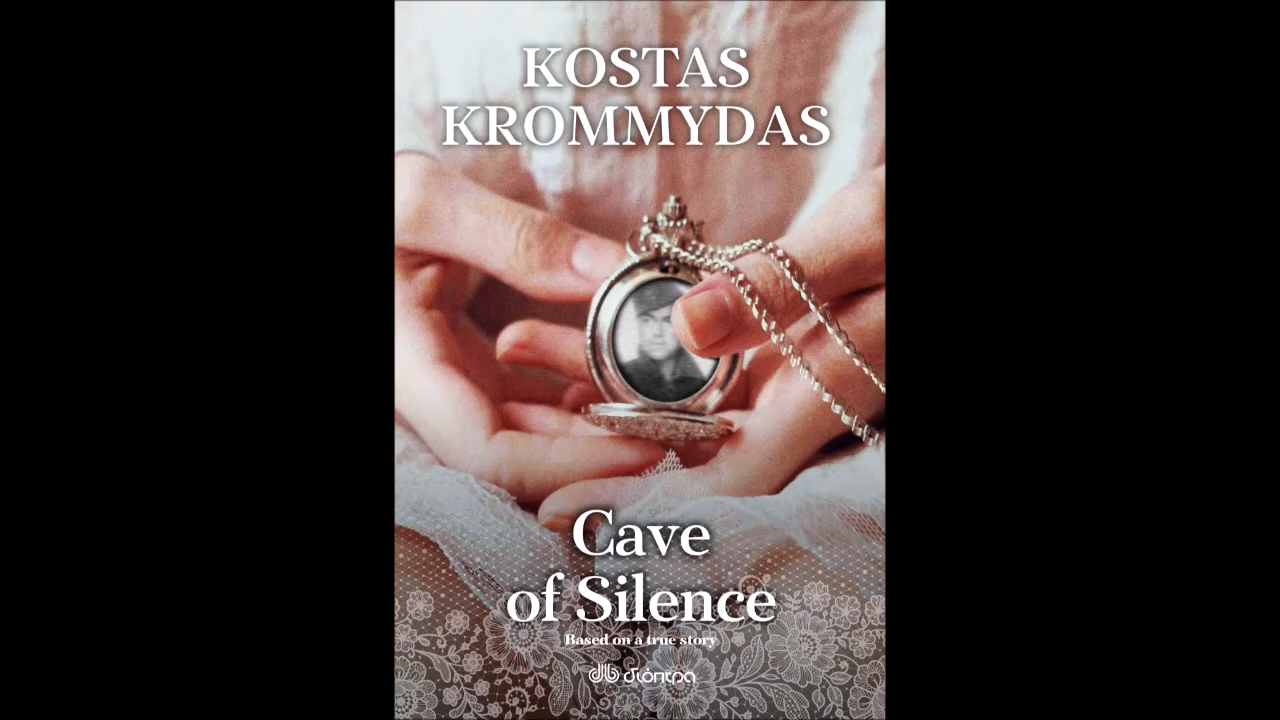 KOSTAS
KROMMYDAS
Cave
of Silence
Based on a true story
διόπτρα